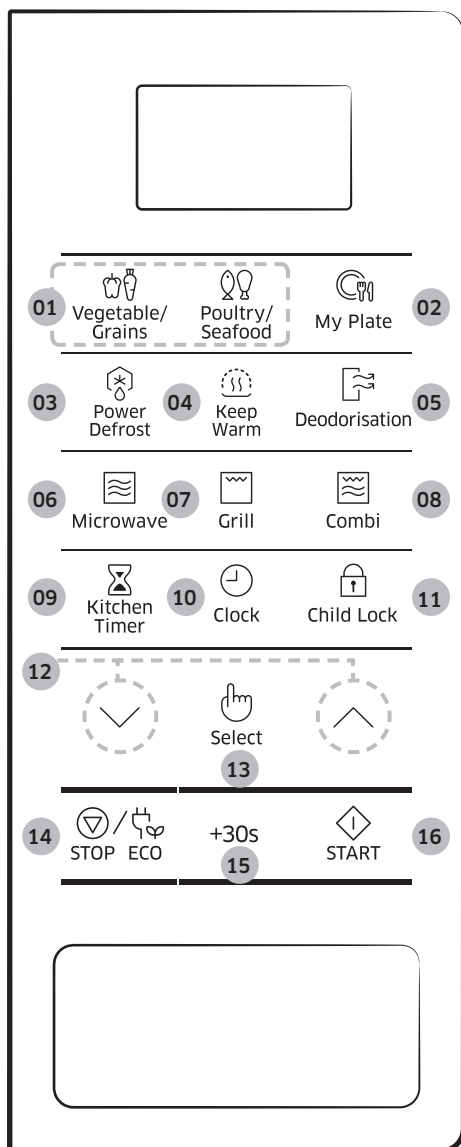 01
Vegetable/
Grains
Poultry/
Seafood
My Plate
02
03
Power
Defrost
04
Keep
Warm
Deodorisation
05
06
Microwave
07
Grill
Combi
08
09
Kitchen
Timer
10
Clock
Child Lock
11
12
Select
13
14
STOP ECO
+30s
15
START
16